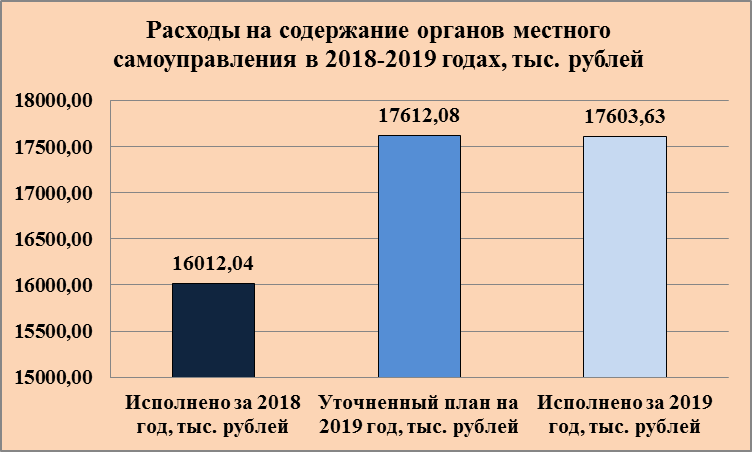 Расходы на содержание органов местного
самоуправления в 2018-2019 годах, тыс. рублей
18000,00
17500,00
17000,00
16500,00
16000,00
15500,00
15000,00
16012,04
17612,08
17603,63
Исполнено за 2018
год, тыс. рублей
Уточненный план на
2019 год, тыс. рублей
Исполнено за 2019
год, тыс. рублей